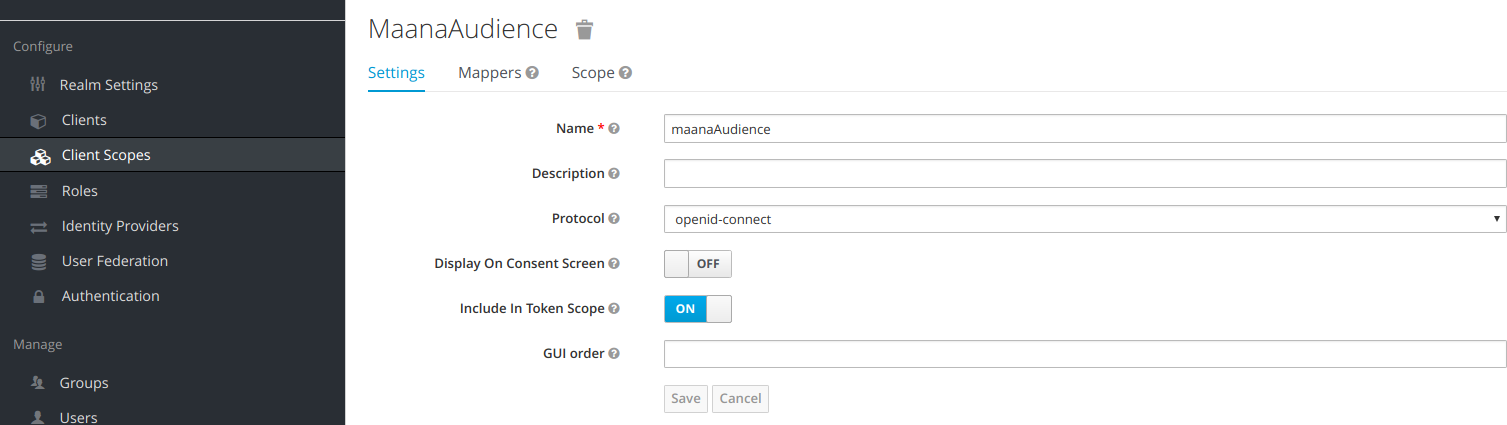 Configure
Realm Settings
Clients
Client Scopes
Roles
Identity Providers
User Federation
Authentication
Manage
Groups
Users
MaanaAudience
Settings Mappers ? Scope ?
Name * ? maanaAudience
Description ?
Protocol ? openid-connect
Display On Consent Screen ? OFF
Include In Token Scope ? ON
GUI order ?
Save Cancel